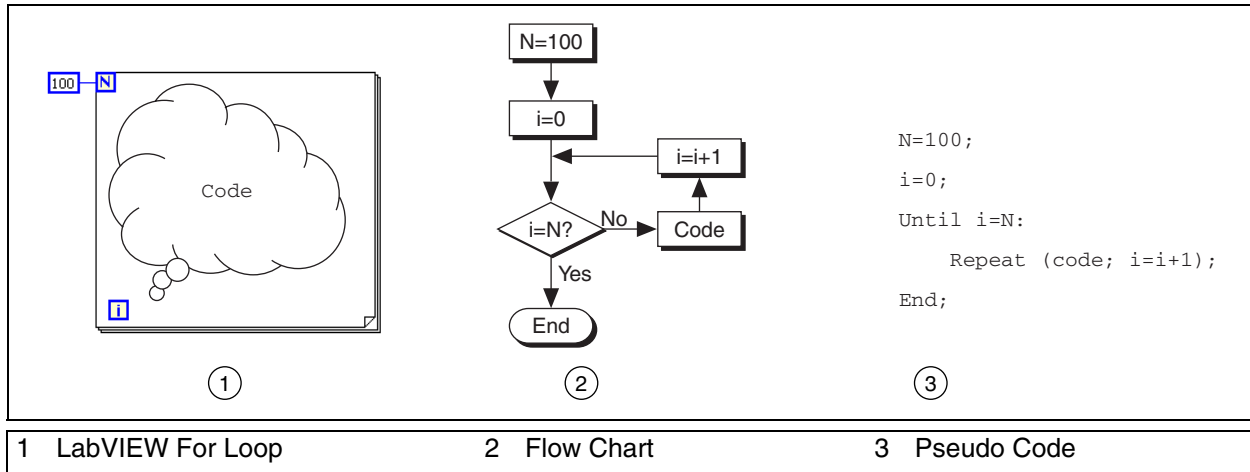 100
N
Code
i
1
N=100
i=0
i=i+1
i=N?
No
Code
Yes
End
2
N=100;
i=0;
Until i=N:
Repeat (code; i=i+1);
End;
3
1 LabVIEW For Loop
2 Flow Chart
3 Pseudo Code